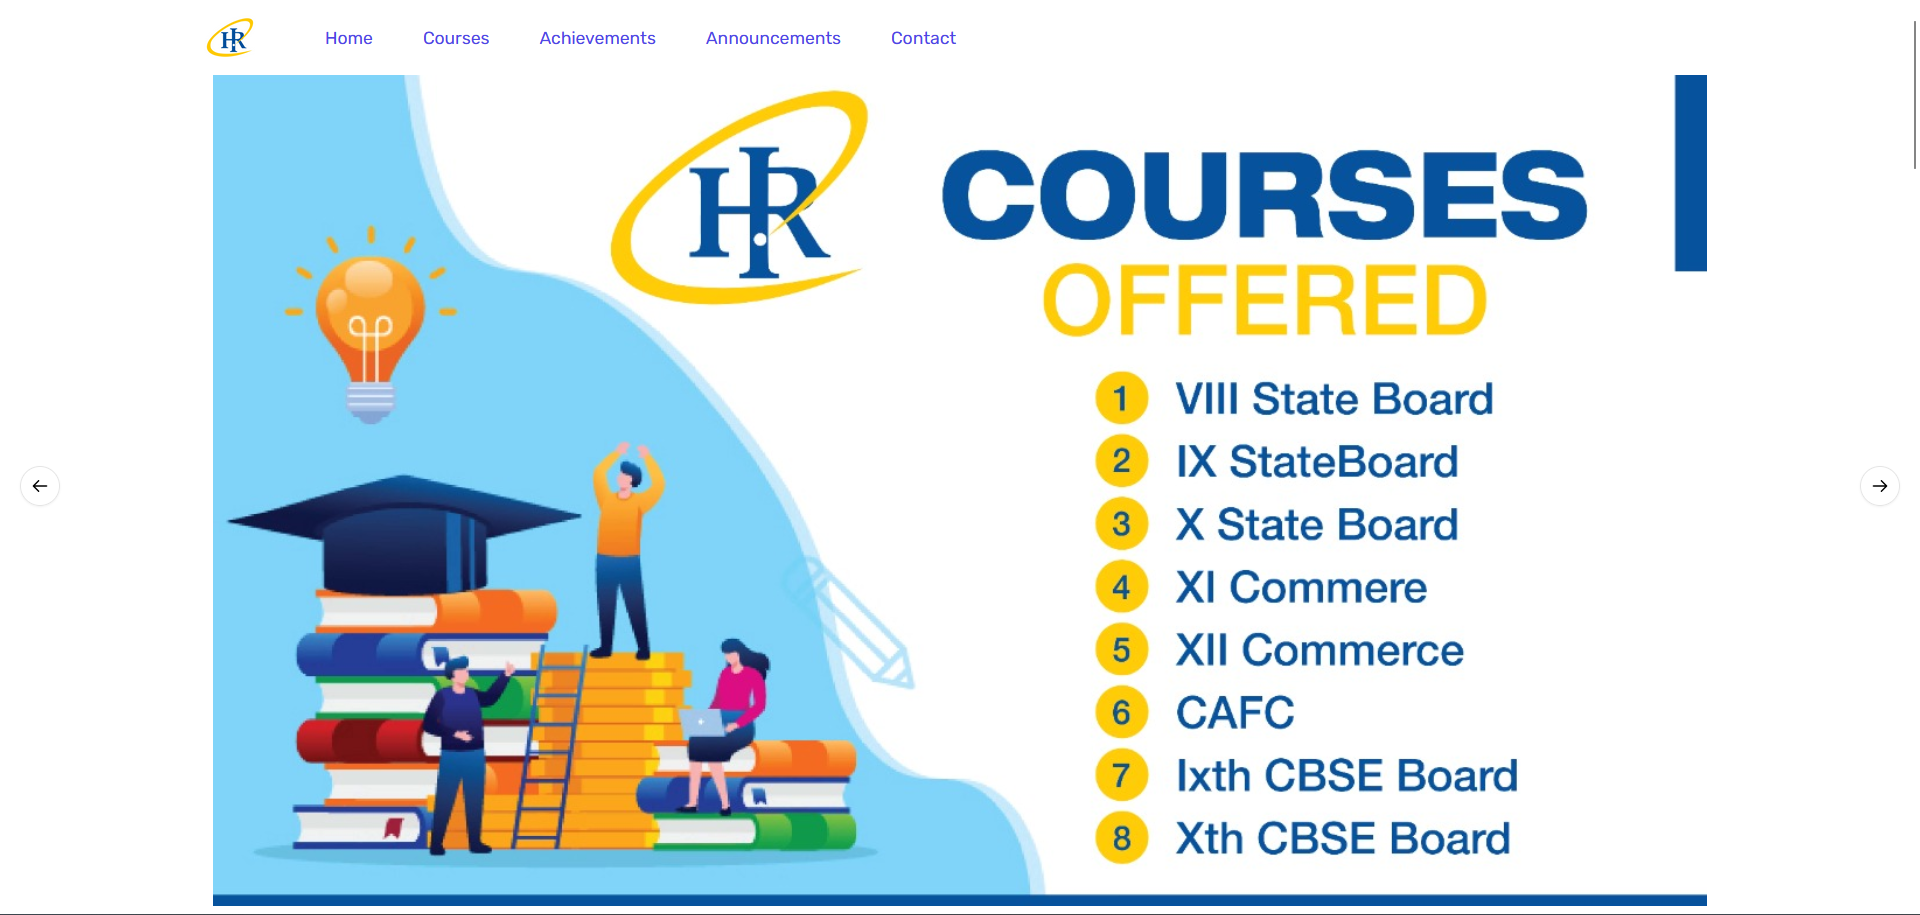 HR
Home
Courses
Achievements
Announcements
Contact
HR
COURSES
OFFERED
1 VIII State Board
2 IX StateBoard
3 X State Board
4 XI Commere
5 XII Commerce
6 CAFC
7 Ixth CBSE Board
8 Xth CBSE Board